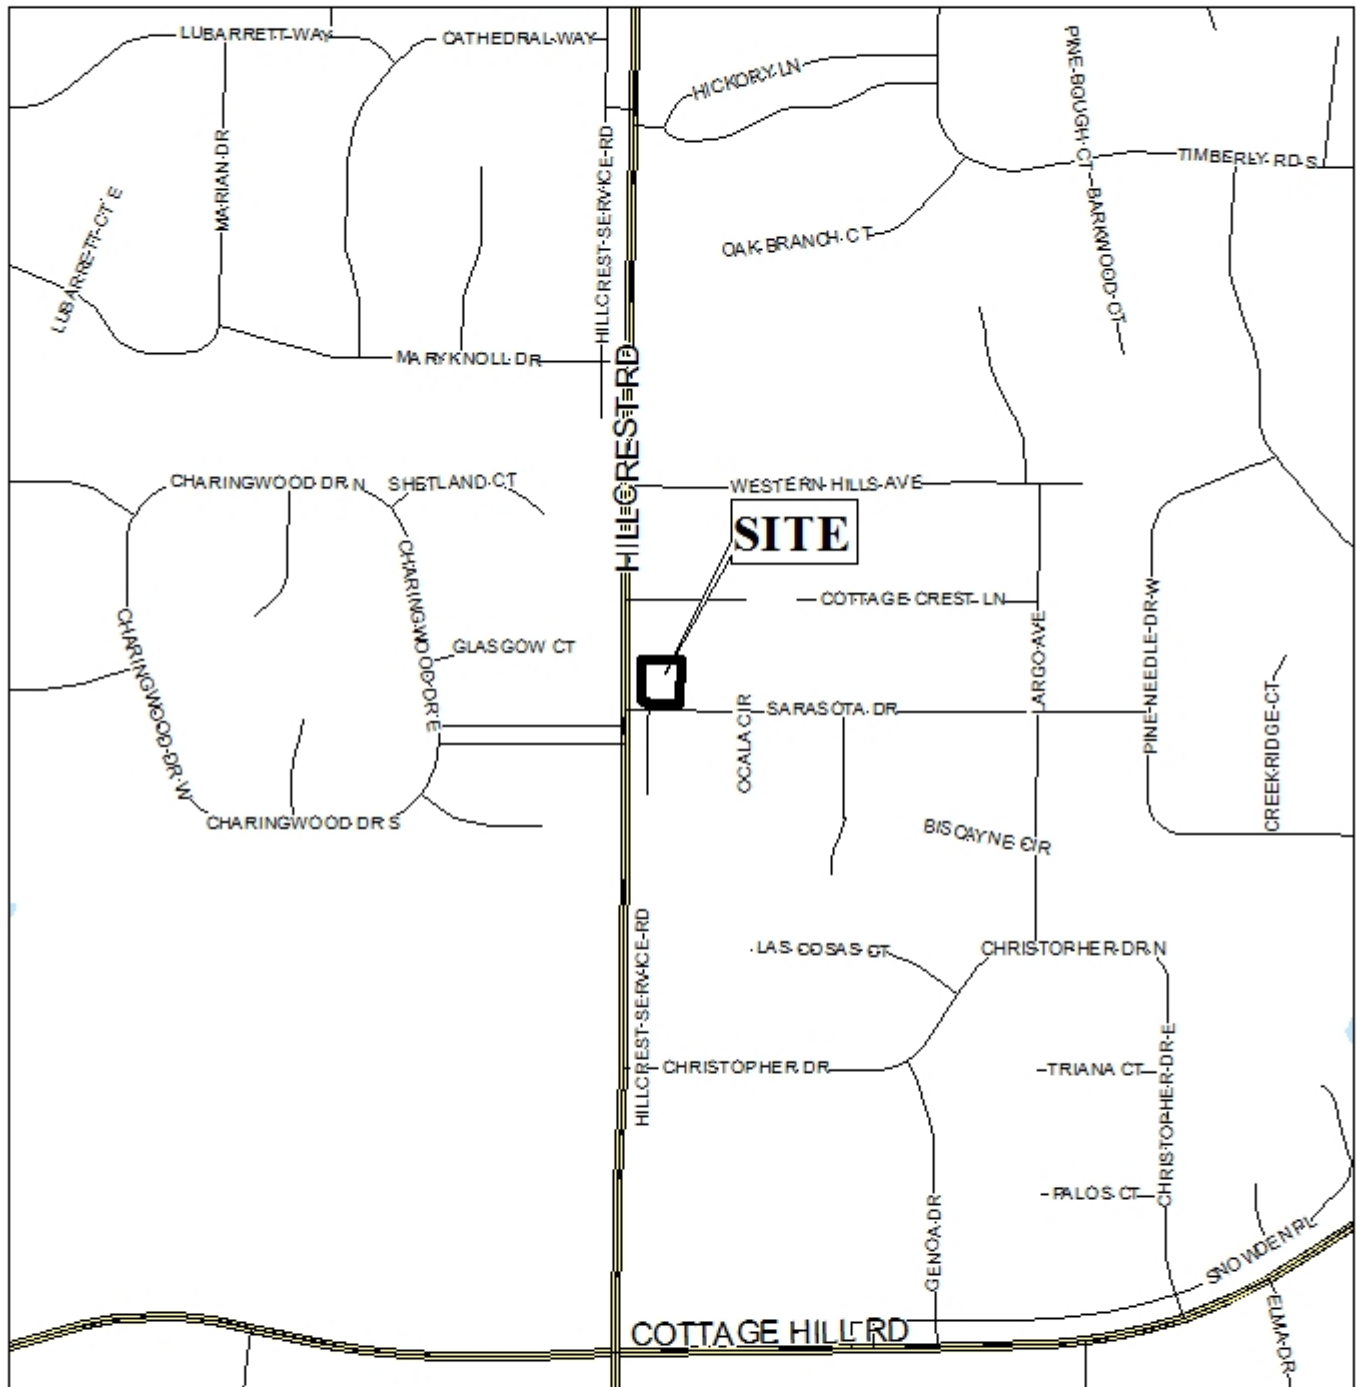 LUBARRETT WAY
CATHEDRAL WAY
HICKORY LN
PINE BOUGH CT
TIMBERLY RD S
MARIAN DR
HILLCREST SERVICE RD
LUBARRETT CT E
OAK BRANCH CT
BARKWOOD CT
MARYKNOLL DR
HILLCREST RD
CHARINGWOOD DR N
SHETLAND CT
WESTERN HILLS AVE
SITE
CHARINGWOOD DR E
COTTAGE CREST LN
CHARINGWOOD DR W
GLASGOW CT
ARGO AVE
PINE NEEDLE DR W
OCALA CIR
SARASOTA DR
CREEK RIDGE CT
CHARINGWOOD DR S
BISCAYNE CIR
HILLCREST SERVICE RD
LAS COSAS CT
CHRISTOPHER DR N
CHRISTOPHER DR
TRIANA CT
CHRISTOPHER DR E
PALOS CT
GENOA DR
SNOWDEN PL
COTTAGE HILL RD
ELMA DR